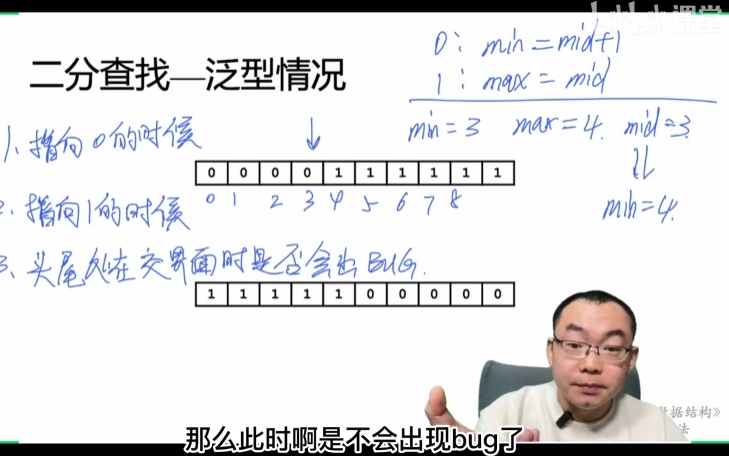 课堂
二分查找—泛型情况
0: min=mid+1
1: max=mid
min=3 max=4. mid=3.
min=4.
1、指向0的时候
0 0 0 0 1 1 1 1 1 1
0 1 2 3 4 5 6 7 8
2、指向1的时候
3、头尾处在交界面时是否会出BUG.
1 1 1 1 1 0 0 0 0 0
数据结构》
法
那么此时啊是不会出现bug了